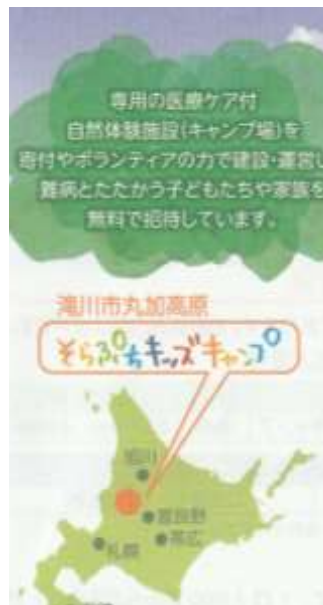 専用の医療ケア付
自然体験施設(キャンプ場)を
寄付やボランティアの力で建設・運営し
難病とたたかう子どもたちや家族を
無料で招待しています。
滝川市丸加高原
そらぷちキッズキャンプ
旭川
富良野
札幌
帯広